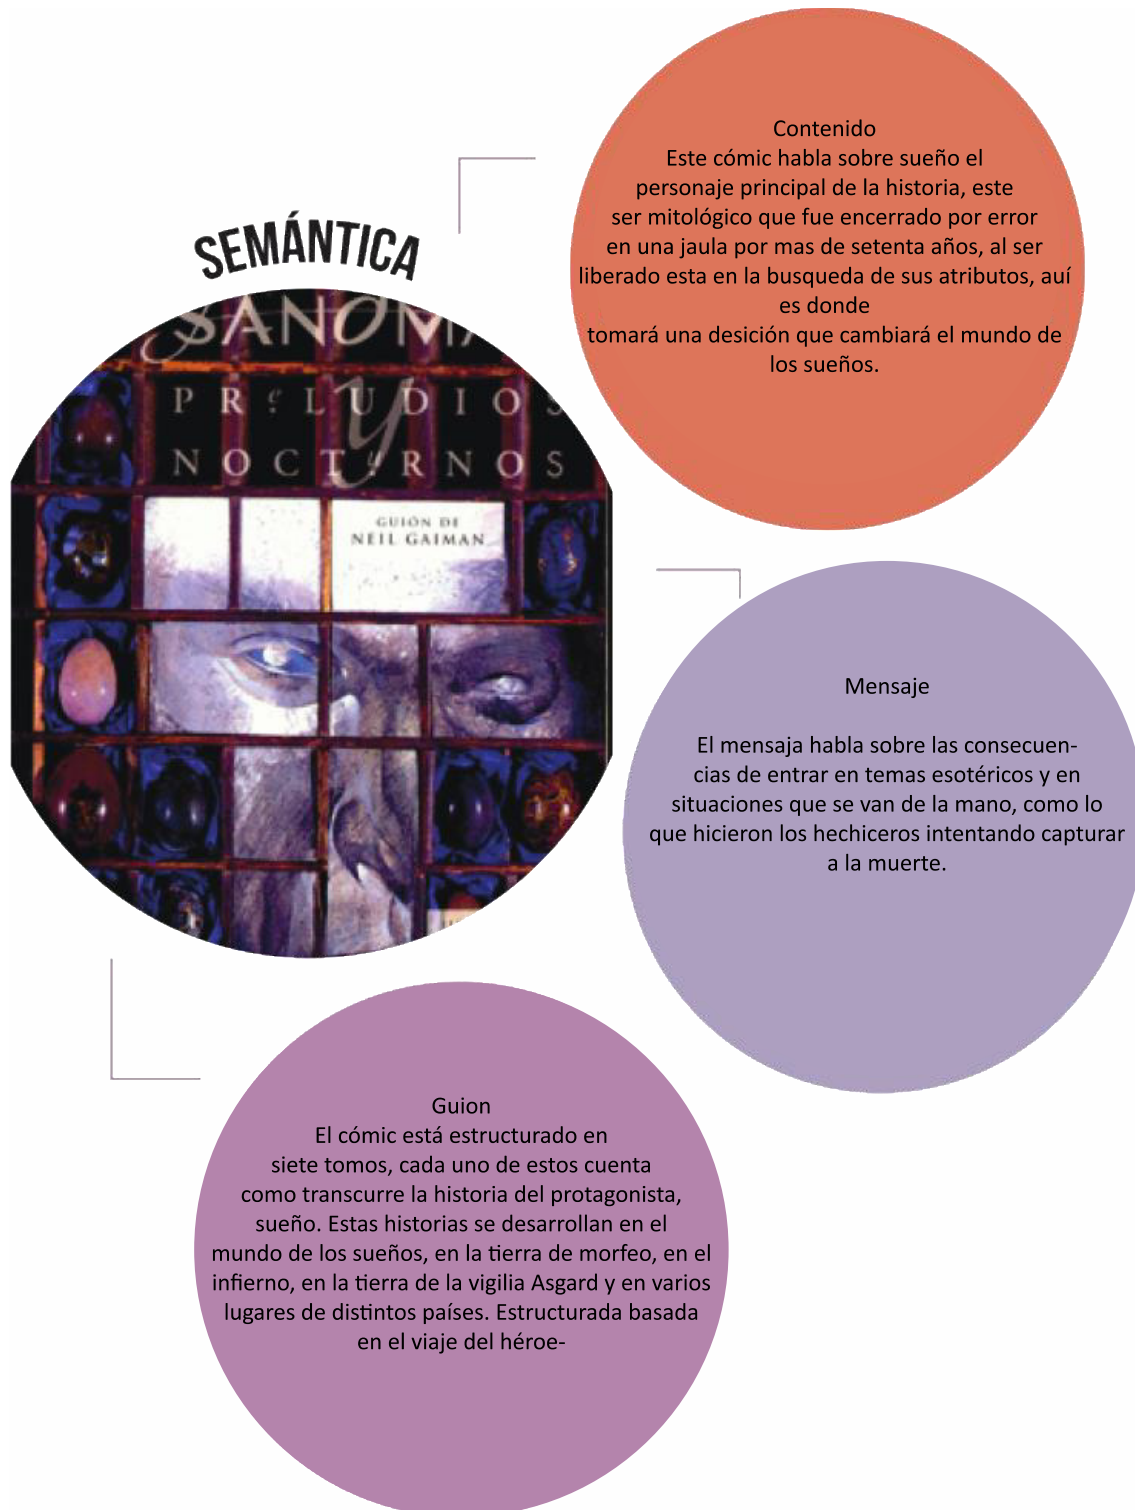 SEMÁNTICA
SANDMA
PReLUDIOS
y
NOCTURNOS
GUIÓN DE
NEIL GAIMAN
Contenido
Este cómic habla sobre sueño el
personaje principal de la historia, este
ser mitológico que fue encerrado por error
en una jaula por mas de setenta años, al ser
liberado esta en la busqueda de sus atributos, auí
es donde
tomará una desición que cambiará el mundo de
los sueños.
Mensaje
El mensaja habla sobre las consecuen-
cias de entrar en temas esotéricos y en
situaciones que se van de la mano, como lo
que hicieron los hechiceros intentando capturar
a la muerte.
Guion
El cómic está estructurado en
siete tomos, cada uno de estos cuenta
como transcurre la historia del protagonista,
sueño. Estas historias se desarrollan en el
mundo de los sueños, en la tierra de morfeo, en el
infierno, en la tierra de la vigilia Asgard y en varios
lugares de distintos países. Estructurada basada
en el viaje del héroe-